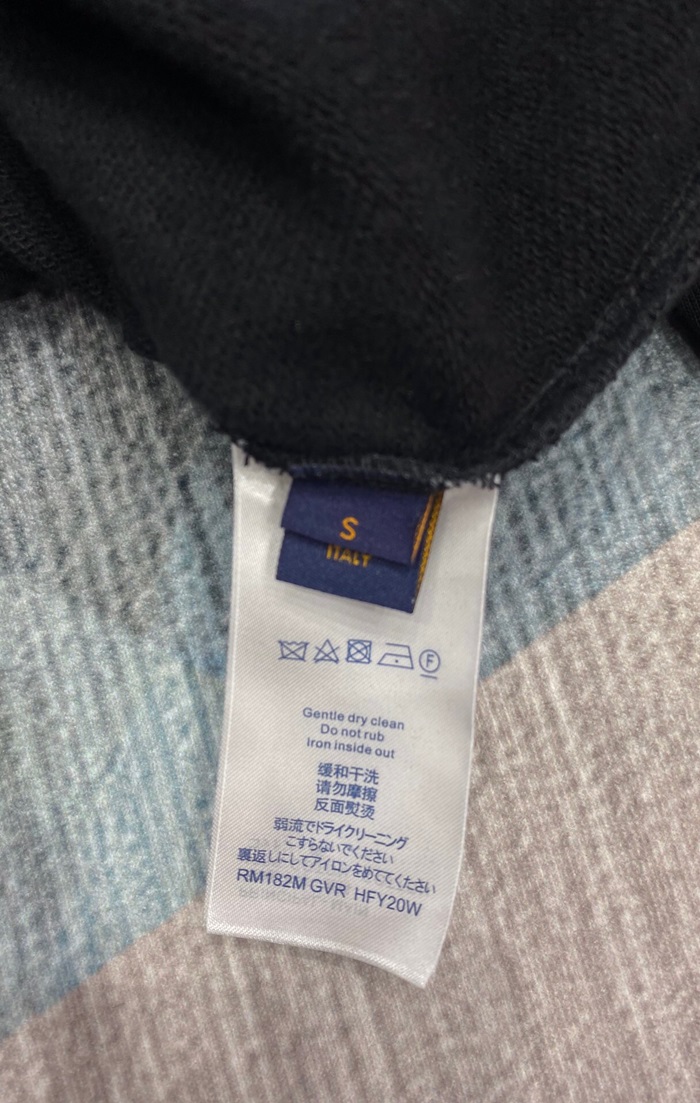 S
ITALY
F
Gentle dry clean
Do not rub
Iron inside out
缓和干洗
请勿摩擦
反面熨烫
弱流でドライクリーニング
こすらないでください
裏返しにしてアイロンをめててください
RM182M GVR HFY20W